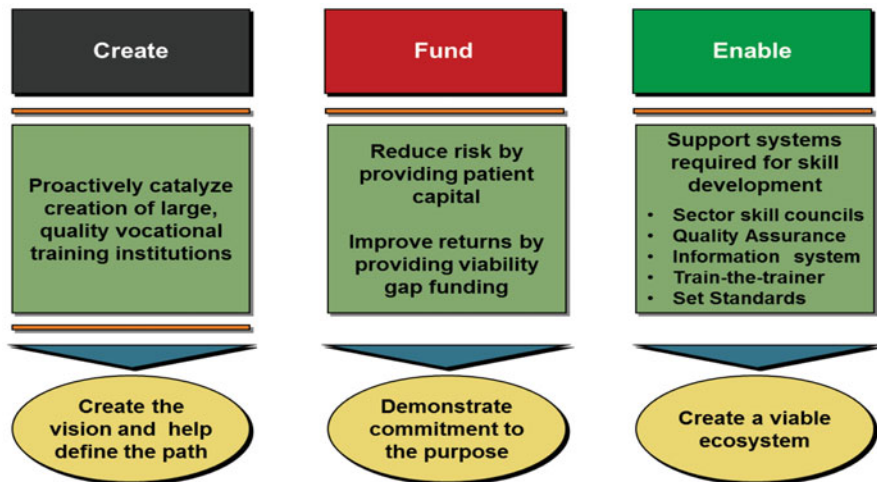 Create
Proactively catalyze
creation of large,
quality vocational
training institutions
Create the
vision and help
define the path
Fund
Reduce risk by
providing patient
capital
Improve returns by
providing viability
gap funding
Demonstrate
commitment to
the purpose
Enable
Support systems
required for skill
development
• Sector skill councils
• Quality Assurance
• Information system
• Train-the-trainer
• Set Standards
Create a viable
ecosystem